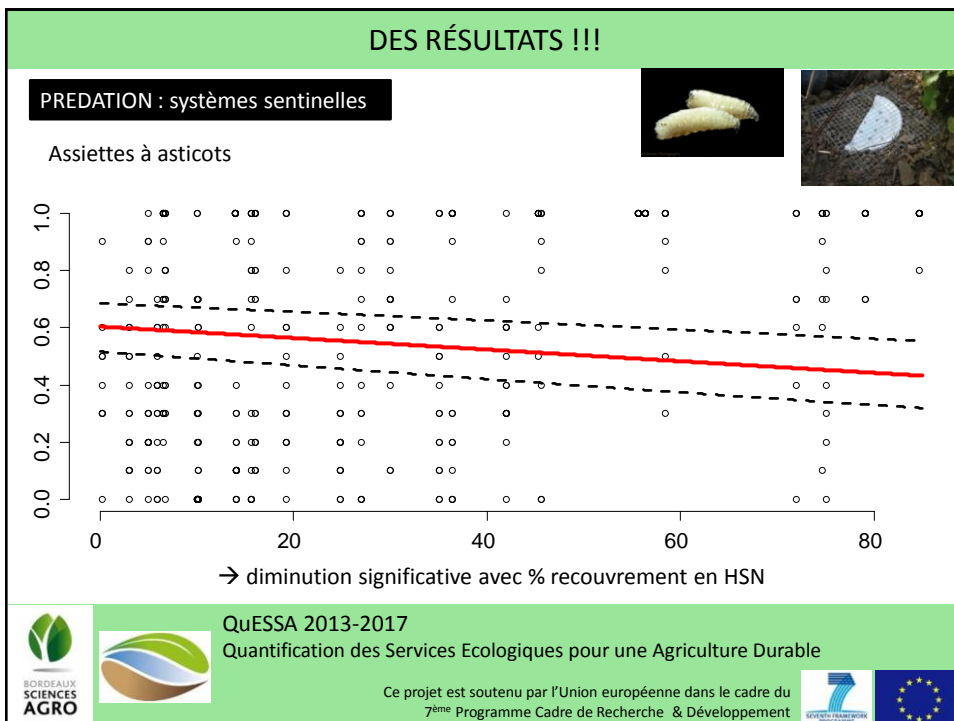 DES RÉSULTATS !!!
PREDATION : systèmes sentinelles
Assiettes à asticots
1.0
0.8
0.6
0.4
0.2
0.0
0 20 40 60 80
→ diminution significative avec % recouvrement en HSN
QuESSA 2013-2017
Quantification des Services Ecologiques pour une Agriculture Durable
Ce projet est soutenu par l'Union européenne dans le cadre du
7ème Programme Cadre de Recherche & Développement
BORDEAUX
SCIENCES
AGRO
SEVENTH FRAMEWORK